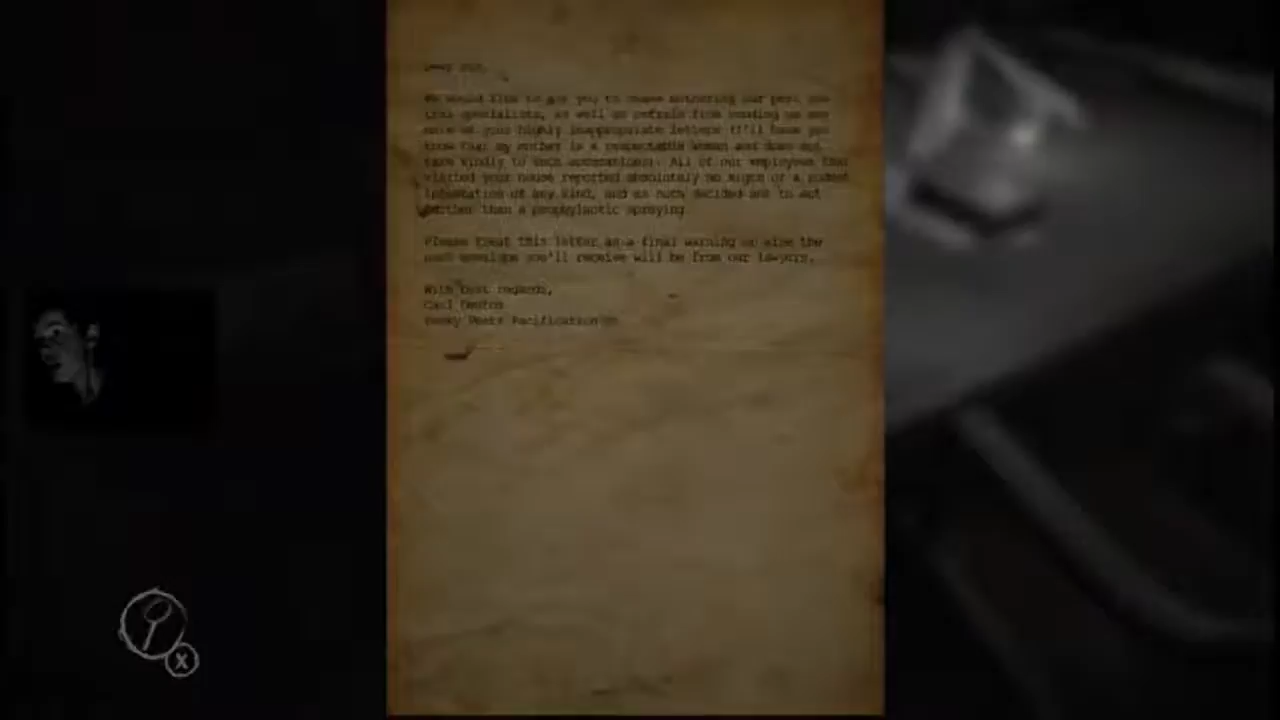 Dear Sir,
We would like to ask you to cease bothering our pest con
trol specialists, as well as refrain from sending us any
more of your highly inappropriate letters (I'll have you
know that my mother is a respectable woman and does not
take kindly to such accusations). All of our employees that
visited your house reported absolutely no signs of a rodent
infestation of any kind, and as such decided not to act
further than a prophylactic spraying.
Please treat this letter as a final warning or else the
next envelope you'll receive will be from our lawyers.
With best regards,
Carl
Pesky Pests Pacification Co
X